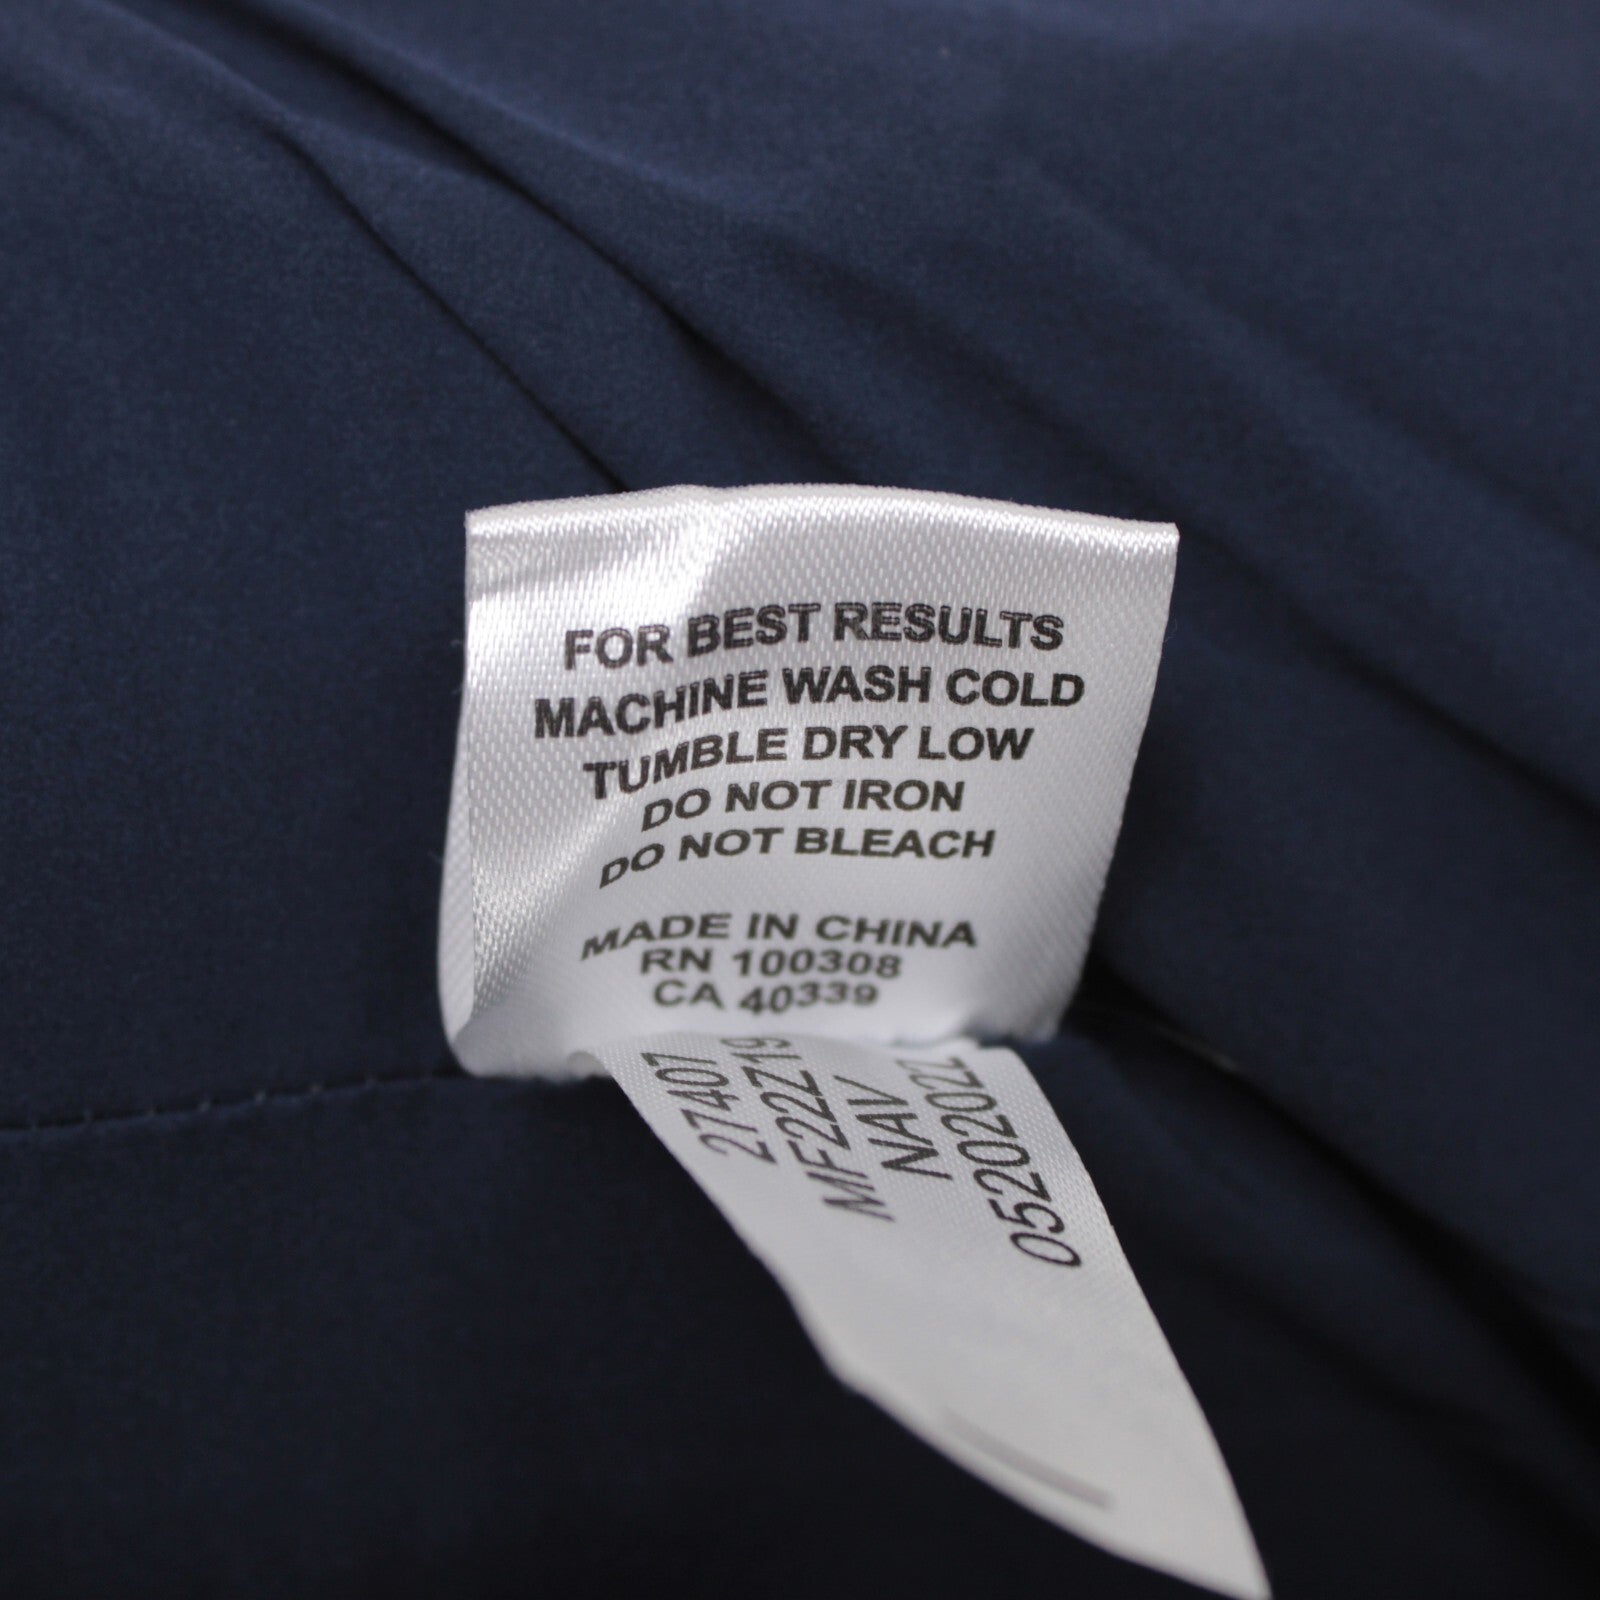 FOR BEST RESULTS
MACHINE WASH COLD
TUMBLE DRY LOW
DO NOT IRON
DO NOT BLEACH
MADE IN CHINA
RN 100308
CA 40339
27407
MF22Z19
NAV
05202022